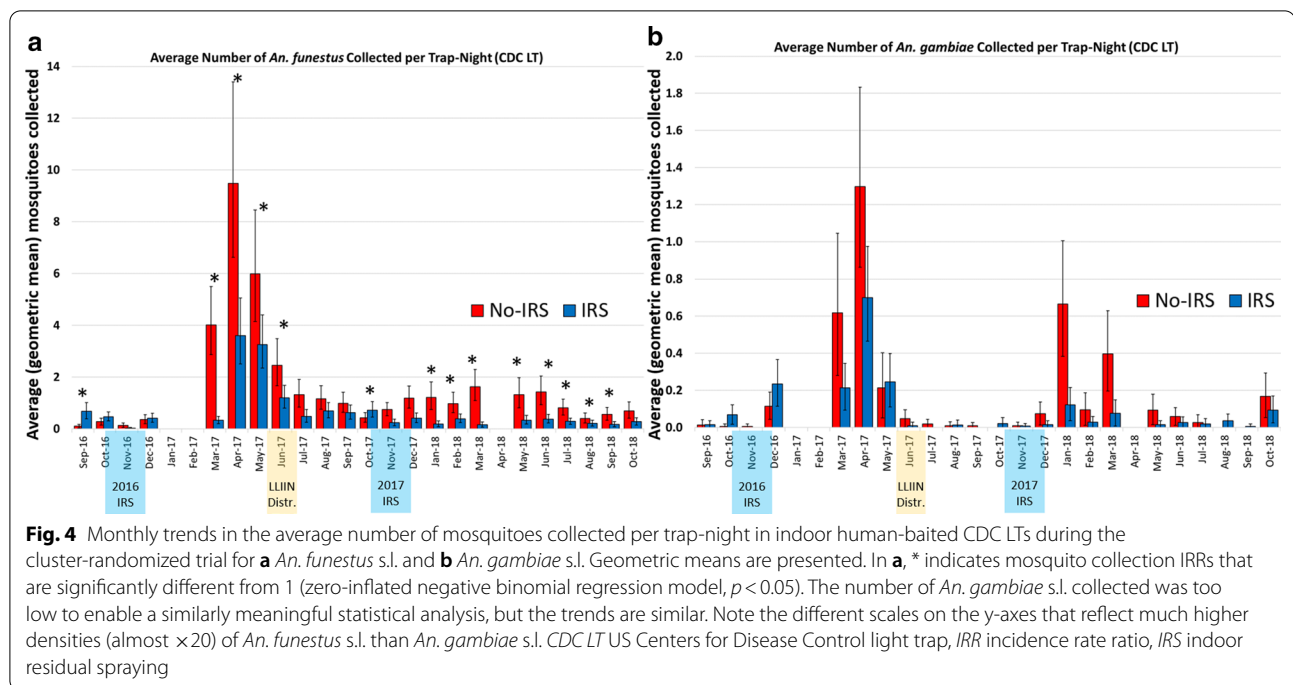 a
Average Number of An. funestus Collected per Trap-Night (CDC LT)
Average (geometric mean) mosquitoes collected
14
12
10
8
6
4
2
0
* * * * * * * * * * * * * * *
No-IRS IRS
Sep-16 Oct-16 Nov-16 Dec-16 Jan-17 Feb-17 Mar-17 Apr-17 May-17 Jun-17 Jul-17 Aug-17 Sep-17 Oct-17 Nov-17 Dec-17 Jan-18 Feb-18 Mar-18 Apr-18 May-18 Jun-18 Jul-18 Aug-18 Sep-18 Oct-18
2016 IRS
LLIIN Distr.
2017 IRS
b
Average Number of An. gambiae Collected per Trap-Night (CDC LT)
Average (geometric mean) mosquitoes collected
2.0
1.8
1.6
1.4
1.2
1.0
0.8
0.6
0.4
0.2
0.0
No-IRS IRS
Sep-16 Oct-16 Nov-16 Dec-16 Jan-17 Feb-17 Mar-17 Apr-17 May-17 Jun-17 Jul-17 Aug-17 Sep-17 Oct-17 Nov-17 Dec-17 Jan-18 Feb-18 Mar-18 Apr-18 May-18 Jun-18 Jul-18 Aug-18 Sep-18 Oct-18
2016 IRS
LLIIN Distr.
2017 IRS
Fig. 4 Monthly trends in the average number of mosquitoes collected per trap-night in indoor human-baited CDC LTs during the
cluster-randomized trial for a An. funestus s.l. and b An. gambiae s.l. Geometric means are presented. In a, * indicates mosquito collection IRRs that
are significantly different from 1 (zero-inflated negative binomial regression model, p < 0.05). The number of An. gambiae s.l. collected was too
low to enable a similarly meaningful statistical analysis, but the trends are similar. Note the different scales on the y-axes that reflect much higher
densities (almost ×20) of An. funestus s.l. than An. gambiae s.l. CDC LT US Centers for Disease Control light trap, IRR incidence rate ratio, IRS indoor
residual spraying